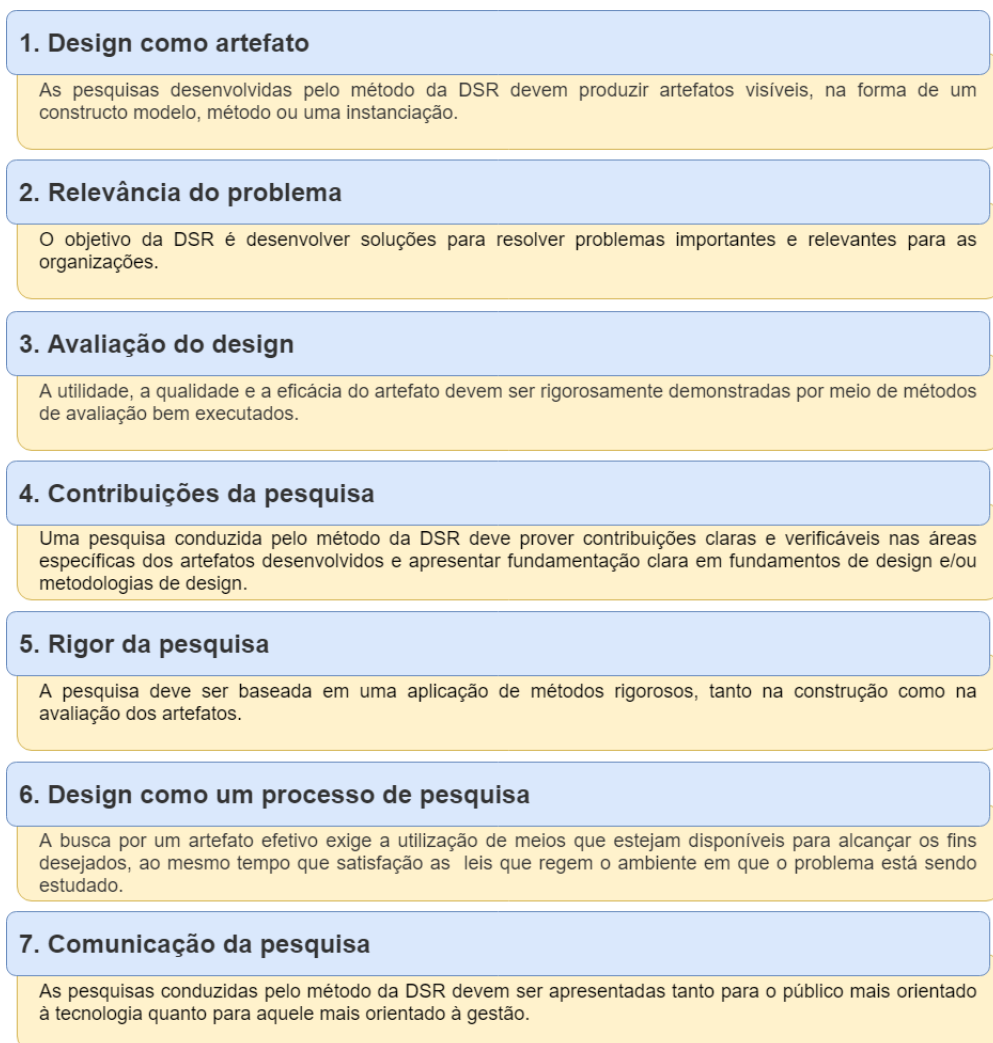 1. Design como artefato
As pesquisas desenvolvidas pelo método da DSR devem produzir artefatos visíveis, na forma de um
constructo modelo, método ou uma instanciação.
2. Relevância do problema
O objetivo da DSR é desenvolver soluções para resolver problemas importantes e relevantes para as
organizações.
3. Avaliação do design
A utilidade, a qualidade e a eficácia do artefato devem ser rigorosamente demonstradas por meio de métodos
de avaliação bem executados.
4. Contribuições da pesquisa
Uma pesquisa conduzida pelo método da DSR deve prover contribuições claras e verificáveis nas áreas
específicas dos artefatos desenvolvidos e apresentar fundamentação clara em fundamentos de design e/ou
metodologias de design.
5. Rigor da pesquisa
A pesquisa deve ser baseada em uma aplicação de métodos rigorosos, tanto na construção como na
avaliação dos artefatos.
6. Design como um processo de pesquisa
A busca por um artefato efetivo exige a utilização de meios que estejam disponíveis para alcançar os fins
desejados, ao mesmo tempo que satisfação as leis que regem o ambiente em que o problema está sendo
estudado.
7. Comunicação da pesquisa
As pesquisas conduzidas pelo método da DSR devem ser apresentadas tanto para o público mais orientado
à tecnologia quanto para aquele mais orientado à gestão.